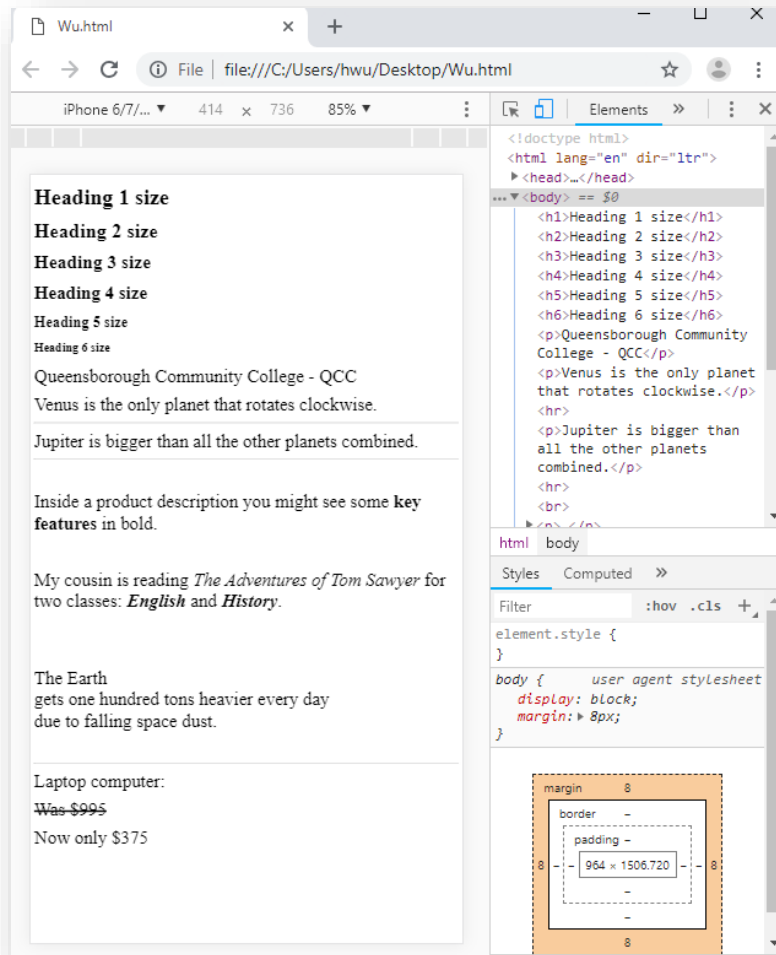 Wu.html
File | file:///C:/Users/hwu/Desktop/Wu.html
iPhone 6/7/... ▼ 414 × 736 85% ▼
Heading 1 size
Heading 2 size
Heading 3 size
Heading 4 size
Heading 5 size
Heading 6 size
Queensborough Community College - QCC
Venus is the only planet that rotates clockwise.
Jupiter is bigger than all the other planets combined.
Inside a product description you might see some key
features in bold.
My cousin is reading The Adventures of Tom Sawyer for
two classes: English and History.
The Earth
gets one hundred tons heavier every day
due to falling space dust.
Laptop computer:
Was $995
Now only $375
Elements »
<!doctype html>
<html lang="en" dir="ltr">
▶<head>…</head>
…▼<body> == $0
<h1>Heading 1 size</h1>
<h2>Heading 2 size</h2>
<h3>Heading 3 size</h3>
<h4>Heading 4 size</h4>
<h5>Heading 5 size</h5>
<h6>Heading 6 size</h6>
<p>Queensborough Community
College - QCC</p>
<p>Venus is the only planet
that rotates clockwise.</p>
<hr>
<p>Jupiter is bigger than
all the other planets
combined.</p>
<hr>
<br>
html body
Styles Computed »
Filter :hov .cls +
element.style {
}
body { user agent stylesheet
display: block;
margin:▶ 8px;
}
margin 8
border –
padding –
8 – – 964 × 1506.720 – – 8
–
–
8